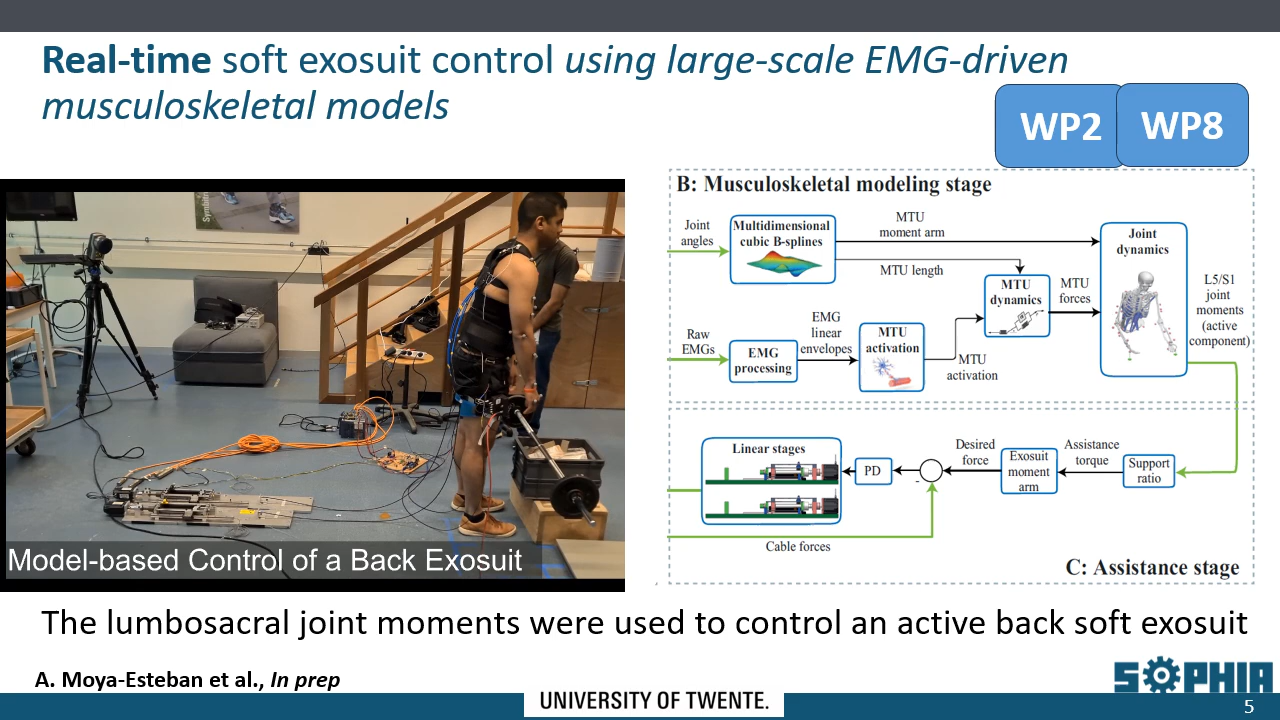 Real-time soft exosuit control using large-scale EMG-driven
musculoskeletal models
WP2
WP8
Symbitr
Model-based Control of a Back Exosuit
B: Musculoskeletal modeling stage
Joint
angles
Multidimensional
cubic B-splines
MTU
moment arm
MTU length
Joint
dynamics
MTU
dynamics
MTU
forces
L5/S1
joint
moments
(active
component)
Raw
EMGs
EMG
processing
EMG
linear
envelopes
MTU
activation
MTU
activation
Linear stages
PD
-
Desired
force
Exosuit
moment
arm
Assistance
torque
Support
ratio
Cable forces
C: Assistance stage
The lumbosacral joint moments were used to control an active back soft exosuit
A. Moya-Esteban et al., In prep
SOPHIA
UNIVERSITY OF TWENTE.
5